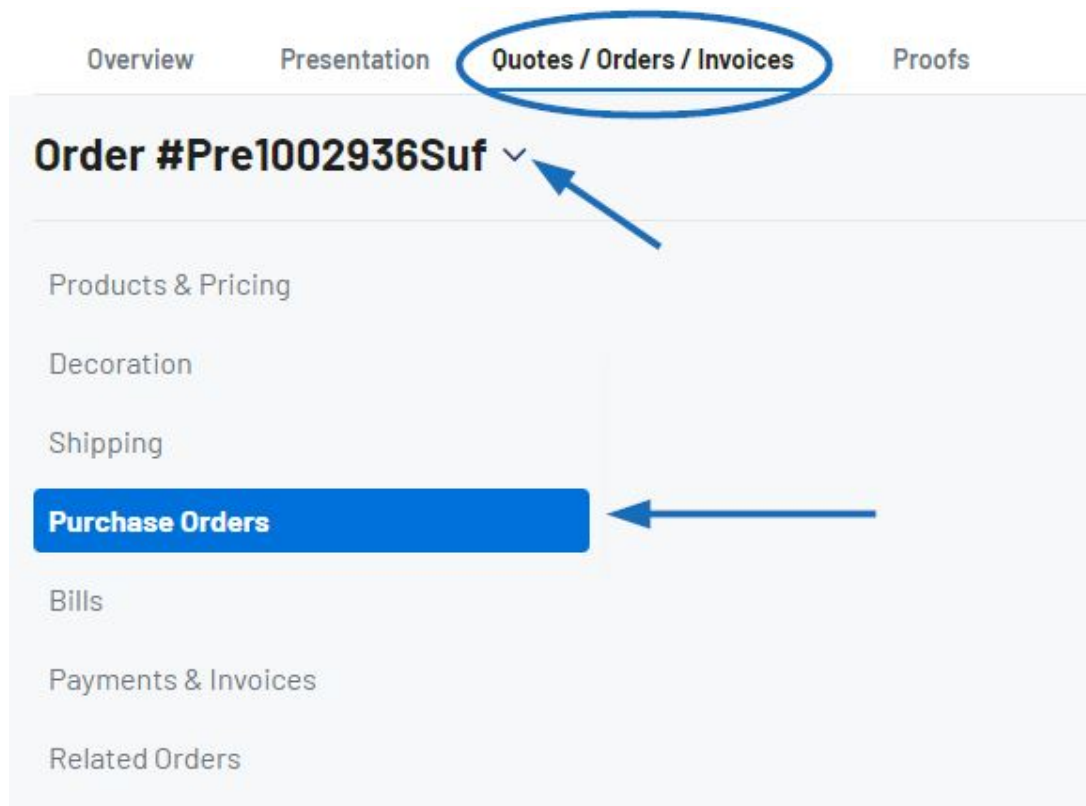 Overview Presentation Quotes / Orders / Invoices Proofs
Order #Pre1002936Suf
Products & Pricing
Decoration
Shipping
Purchase Orders
Bills
Payments & Invoices
Related Orders